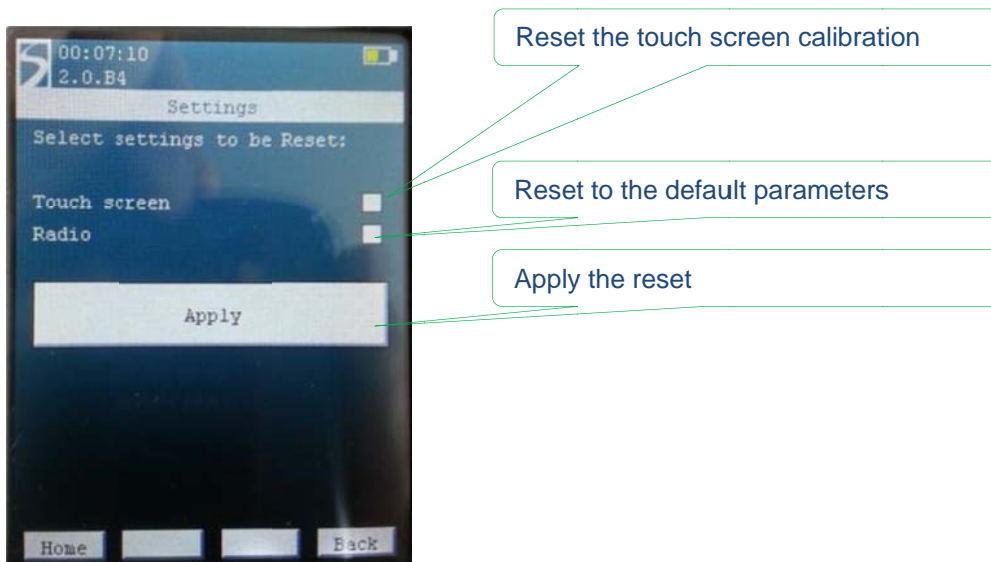 00:07:10
2.0.B4
Settings
Select settings to be Reset:
Touch screen
Radio
Apply
Home
Back
Reset the touch screen calibration
Reset to the default parameters
Apply the reset